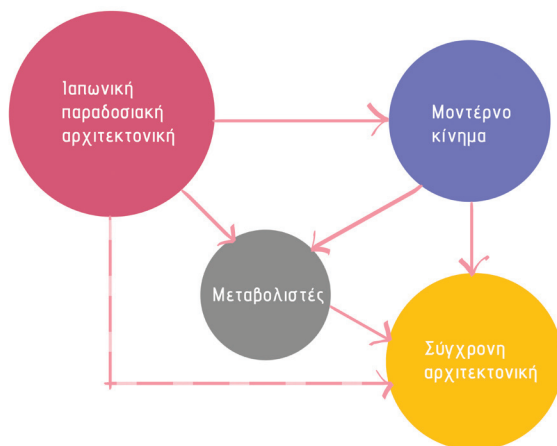 Ιαπωνική
παραδοσιακή
αρχιτεκτονική
Μοντέρνο
κίνημα
Μεταβολιστές
Σύγχρονη
αρχιτεκτονική